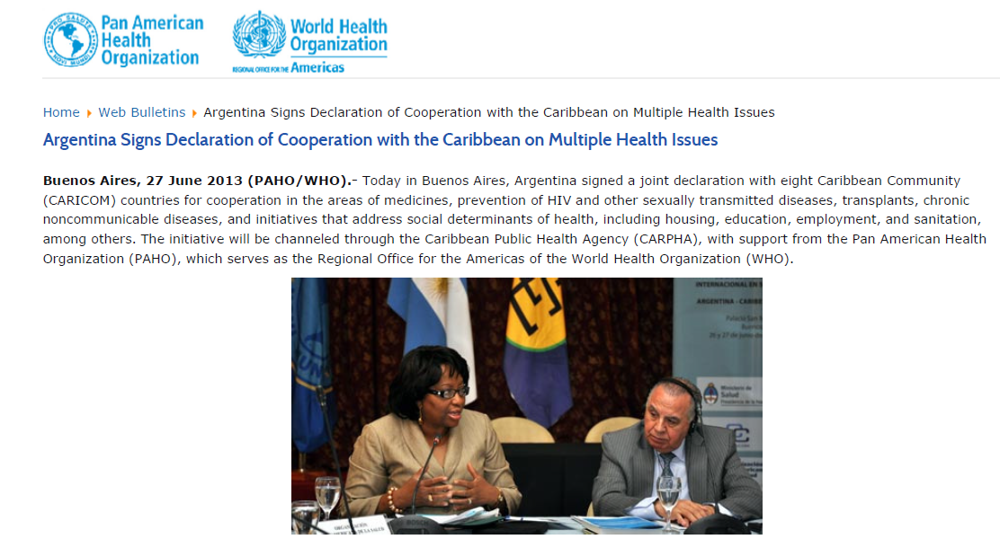 Pan American
Health
Organization
World Health
Organization
REGIONAL OFFICE FOR THE Americas
Home Web Bulletins Argentina Signs Declaration of Cooperation with the Caribbean on Multiple Health Issues
Argentina Signs Declaration of Cooperation with the Caribbean on Multiple Health Issues
Buenos Aires, 27 June 2013 (PAHO/WHO).- Today in Buenos Aires, Argentina signed a joint declaration with eight Caribbean Community
(CARICOM) countries for cooperation in the areas of medicines, prevention of HIV and other sexually transmitted diseases, transplants, chronic
noncommunicable diseases, and initiatives that address social determinants of health, including housing, education, employment, and sanitation,
among others. The initiative will be channeled through the Caribbean Public Health Agency (CARPHA), with support from the Pan American Health
Organization (PAHO), which serves as the Regional Office for the Americas of the World Health Organization (WHO).
INTERNACIONAL EN
ARGENTINA - CARIBE
Ministerio de
Salud
BOSCH